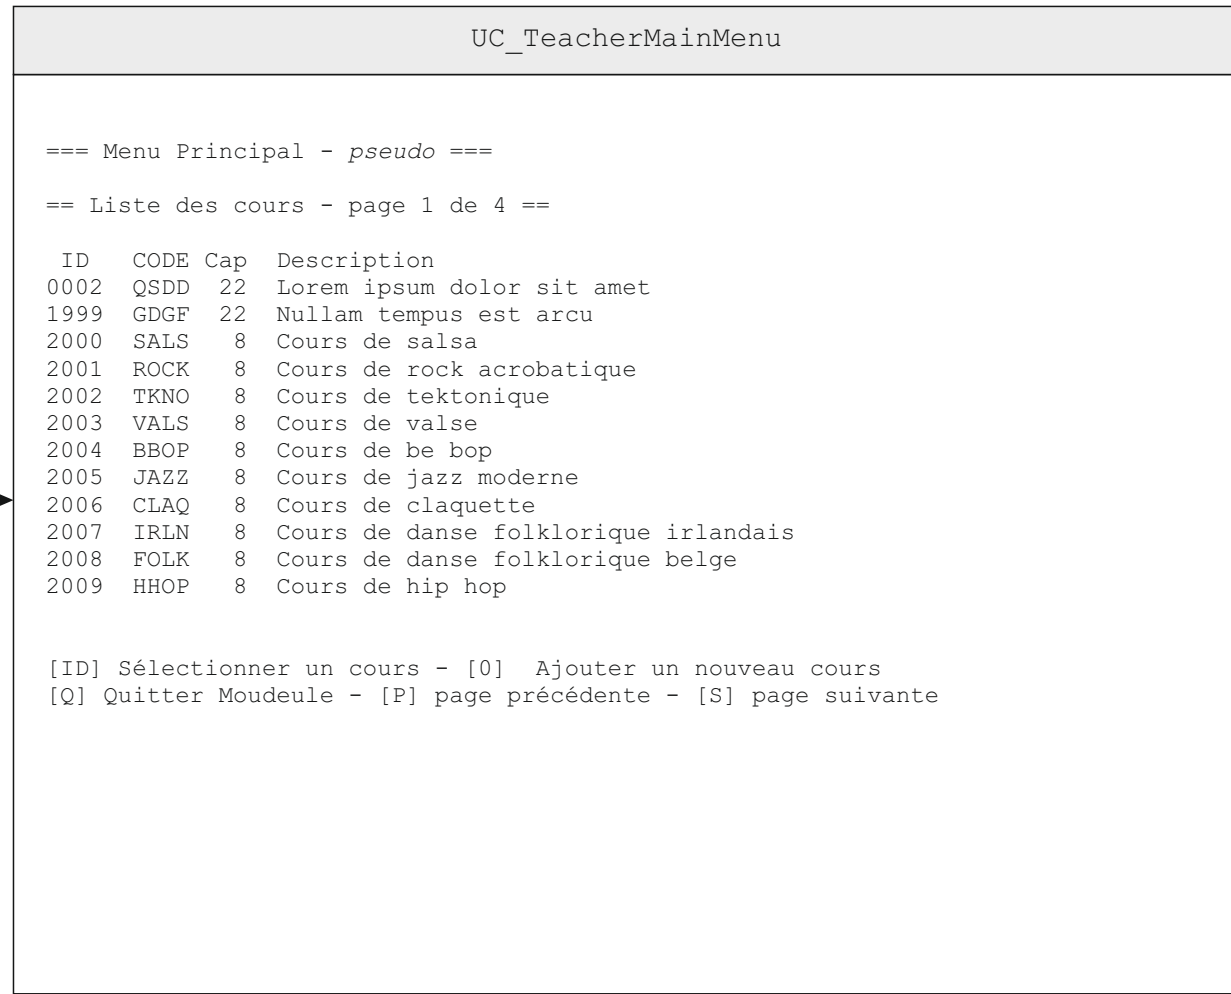 UC_TeacherMainMenu
=== Menu Principal - pseudo ===
== Liste des cours - page 1 de 4 ==
ID CODE Cap Description
0002 QSDD 22 Lorem ipsum dolor sit amet
1999 GDGF 22 Nullam tempus est arcu
2000 SALS 8 Cours de salsa
2001 ROCK 8 Cours de rock acrobatique
2002 TKNO 8 Cours de tektonique
2003 VALS 8 Cours de valse
2004 BBOP 8 Cours de be bop
2005 JAZZ 8 Cours de jazz moderne
2006 CLAQ 8 Cours de claquette
2007 IRLN 8 Cours de danse folklorique irlandais
2008 FOLK 8 Cours de danse folklorique belge
2009 HHOP 8 Cours de hip hop
[ID] Sélectionner un cours - [0] Ajouter un nouveau cours
[Q] Quitter Moudeule - [P] page précédente - [S] page suivante